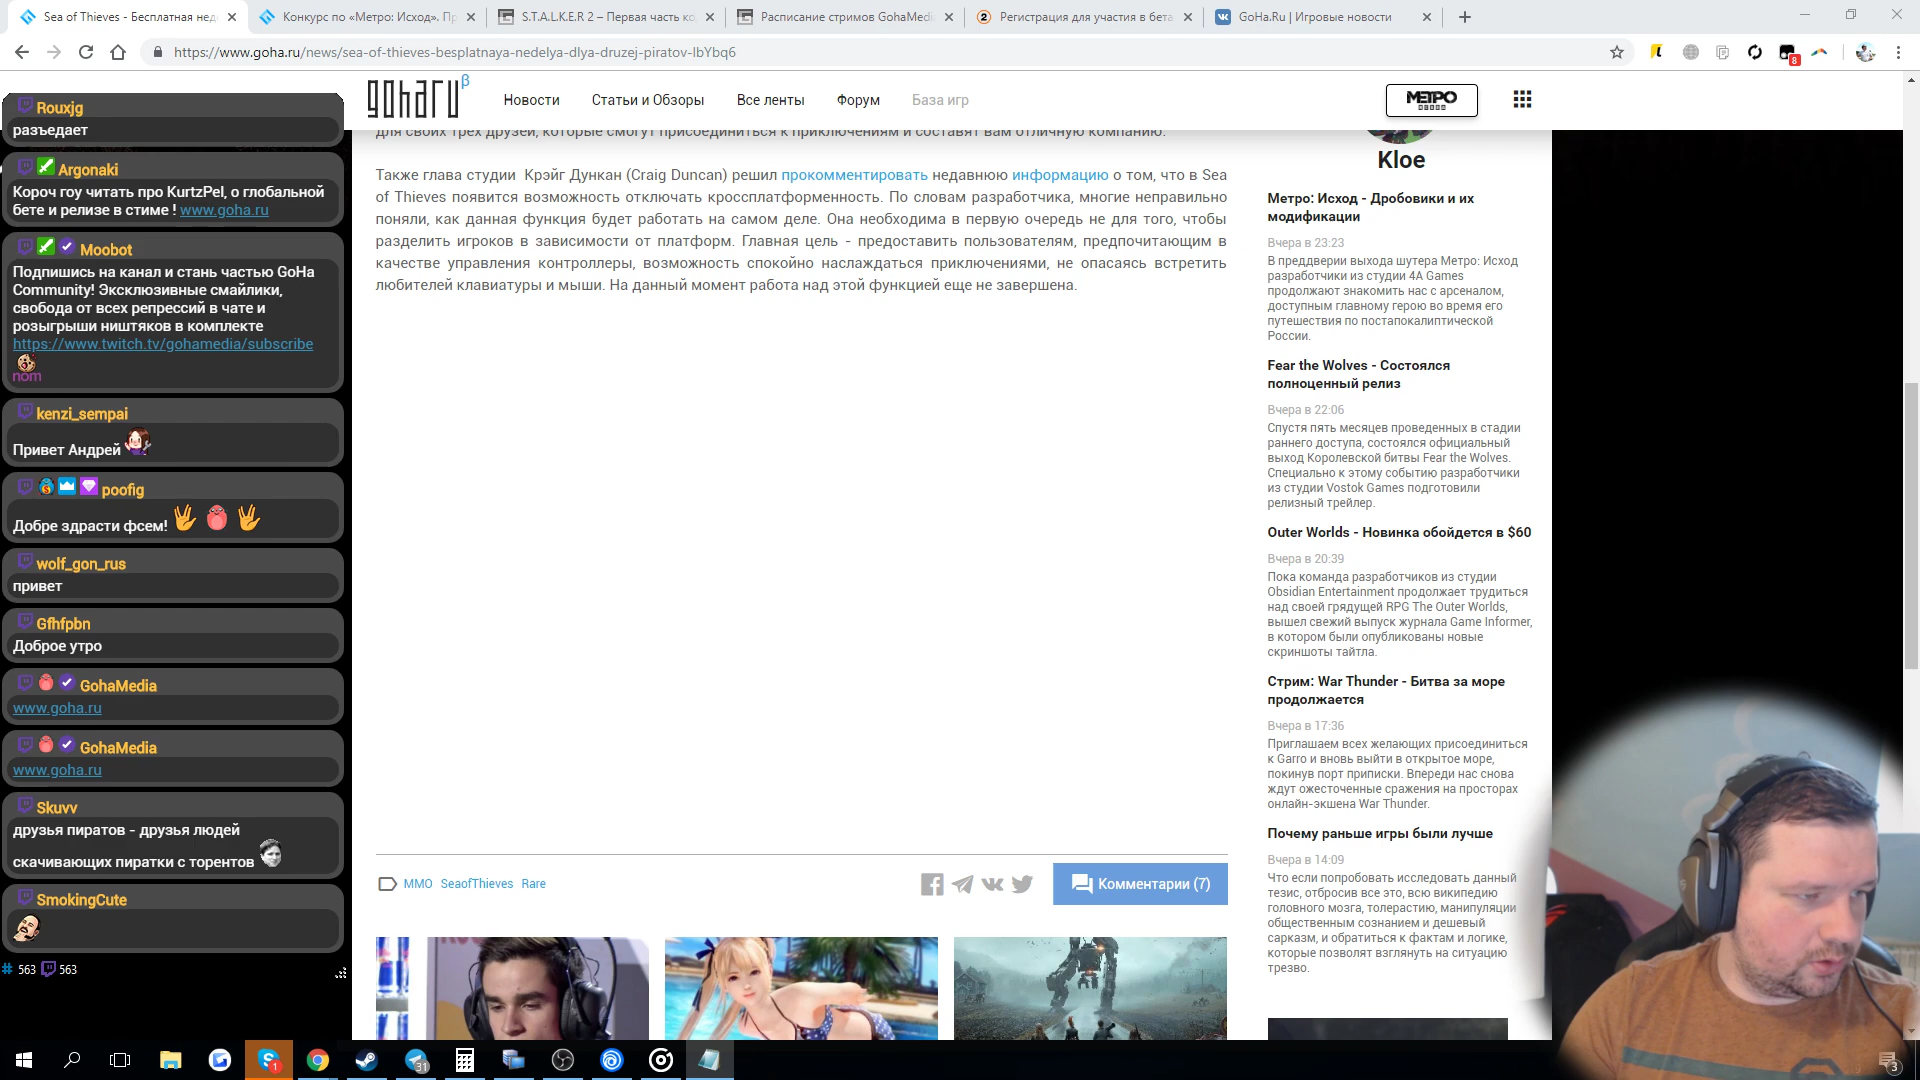 Sea of Thieves - Бесплатная нед
Конкурс по «Метро: Исход». Пр
S.T.A.L.K.E.R 2 – Первая часть ко
Расписание стримов GohaMedi
Регистрация для участия в бета
GoHa.Ru | Игровые новости
https://www.goha.ru/news/sea-of-thieves-besplatnaya-nedelya-dlya-druzej-piratov-lbYbq6
8
goharu β
Новости
Статьи и Обзоры
Все ленты
Форум
База игр
МЕТРО
Rouxjg
разъедает
Argonaki
Короч гоу читать про KurtzPel, о глобальной
бете и релизе в стиме ! www.goha.ru
Moobot
Подпишись на канал и стань частью GoHa
Community! Эксклюзивные смайлики,
свобода от всех репрессий в чате и
розыгрыши ништяков в комплекте
https://www.twitch.tv/gohamedia/subscribe
nom
kenzi_sempai
Привет Андрей
poofig
Добре здрасти фсем!
wolf_gon_rus
привет
Gfhfpbn
Доброе утро
GohaMedia
www.goha.ru
GohaMedia
www.goha.ru
Skuvv
друзья пиратов - друзья людей
скачивающих пиратки с торентов
SmokingCute
563 563
для своих трех друзей, которые смогут присоединиться к приключениям и составят вам отличную компанию.
Также глава студии Крэйг Дункан (Craig Duncan) решил прокомментировать недавнюю информацию о том, что в Sea
of Thieves появится возможность отключать кроссплатформенность. По словам разработчика, многие неправильно
поняли, как данная функция будет работать на самом деле. Она необходима в первую очередь не для того, чтобы
разделить игроков в зависимости от платформ. Главная цель - предоставить пользователям, предпочитающим в
качестве управления контроллеры, возможность спокойно наслаждаться приключениями, не опасаясь встретить
любителей клавиатуры и мыши. На данный момент работа над этой функцией еще не завершена.
MMO SeaofThieves Rare
Комментарии (7)
Kloe
Метро: Исход - Дробовики и их
модификации
Вчера в 23:23
В преддверии выхода шутера Метро: Исход
разработчики из студии 4A Games
продолжают знакомить нас с арсеналом,
доступным главному герою во время его
путешествия по постапокалиптической
России.
Fear the Wolves - Состоялся
полноценный релиз
Вчера в 22:06
Спустя пять месяцев проведенных в стадии
раннего доступа, состоялся официальный
выход Королевской битвы Fear the Wolves.
Специально к этому событию разработчики
из студии Vostok Games подготовили
релизный трейлер.
Outer Worlds - Новинка обойдется в $60
Вчера в 20:39
Пока команда разработчиков из студии
Obsidian Entertainment продолжает трудиться
над своей грядущей RPG The Outer Worlds,
вышел свежий выпуск журнала Game Informer,
в котором были опубликованы новые
скриншоты тайтла.
Стрим: War Thunder - Битва за море
продолжается
Вчера в 17:36
Приглашаем всех желающих присоединиться
к Garro и вновь выйти в открытое море,
покинув порт приписки. Впереди нас снова
ждут ожесточенные сражения на просторах
онлайн-экшена War Thunder.
Почему раньше игры были лучше
Вчера в 14:09
Что если попробовать исследовать данный
тезис, отбросив все это, всю википедию
головного мозга, толерастию, манипуляции
общественным сознанием и дешевый
сарказм, и обратиться к фактам и логике,
которые позволят взглянуть на ситуацию
трезво.
1
31
3